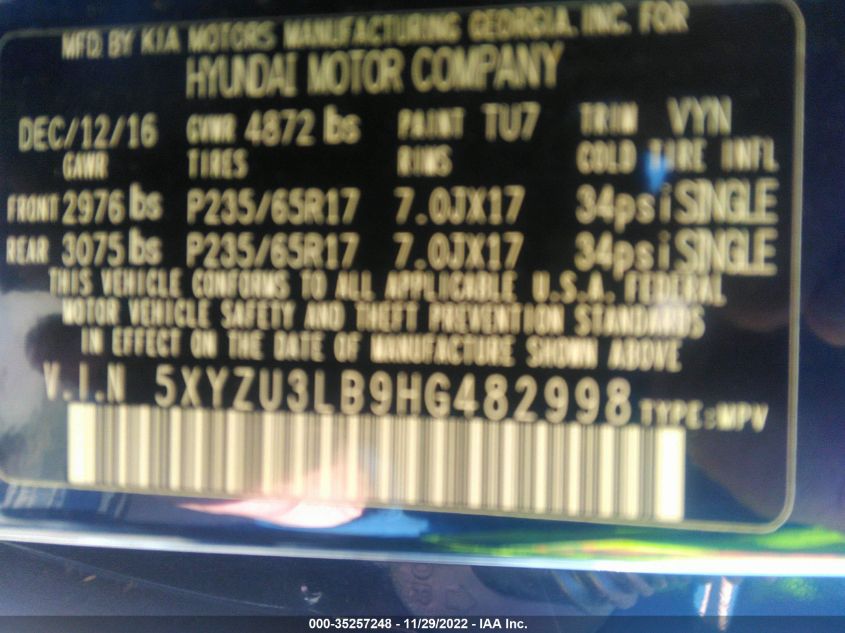 MFD. BY KIA MOTORS MANUFACTURING GEORGIA, INC. FOR
HYUNDAI MOTOR COMPANY
DEC/12/16 GVWR 4872 lbs PAINT TU7 TRIM VYN
GAWR TIRES RIMS COLD TIRE INFL
FRONT 2976 lbs P235/65R17 7.0JX17 34psi SINGLE
REAR 3075 lbs P235/65R17 7.0JX17 34psi SINGLE
THIS VEHICLE CONFORMS TO ALL APPLICABLE U.S.A. FEDERAL
MOTOR VEHICLE SAFETY AND THEFT PREVENTION STANDARDS
IN EFFECT ON THE DATE OF MANUFACTURE SHOWN ABOVE
V.I.N 5XYZU3LB9HG482998 TYPE:MPV
000-35257248 - 11/29/2022 - IAA Inc.